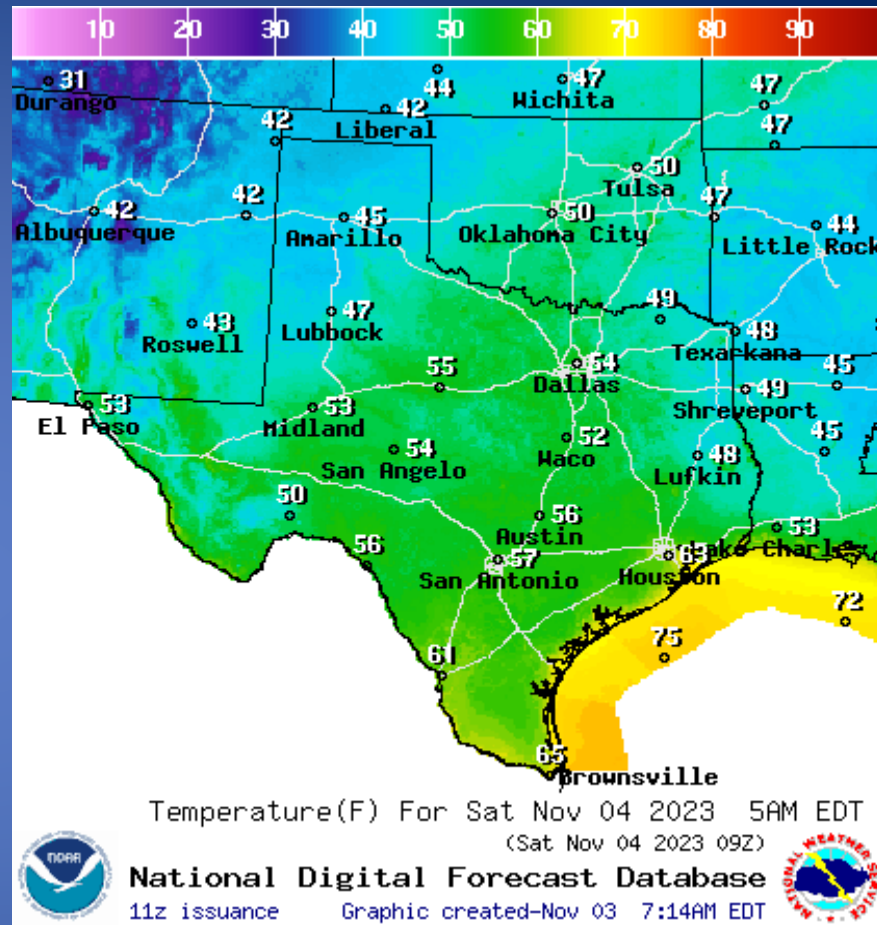 10 20 30 40 50 60 70 80 90
31
Durango
44
47
Wichita
47
42
Liberal
42
47
50
Tulsa
42
Albuquerque
42
45
Amarillo
50
Oklahoma City
47
44
Little Rock
43
Roswell
47
Lubbock
49
48
Texarkana
54
Dallas
55
45
49
Shreveport
53
El Paso
53
Midland
54
San Angelo
52
Waco
48
Lufkin
45
50
56
Austin
53
Lake Charles
56
57
San Antonio
63
Houston
72
75
61
65
Brownsville
Temperature(F) For Sat Nov 04 2023 5AM EDT
(Sat Nov 04 2023 09Z)
NOAA
National Digital Forecast Database
11z issuance Graphic created-Nov 03 7:14AM EDT
NATIONAL WEATHER SERVICE